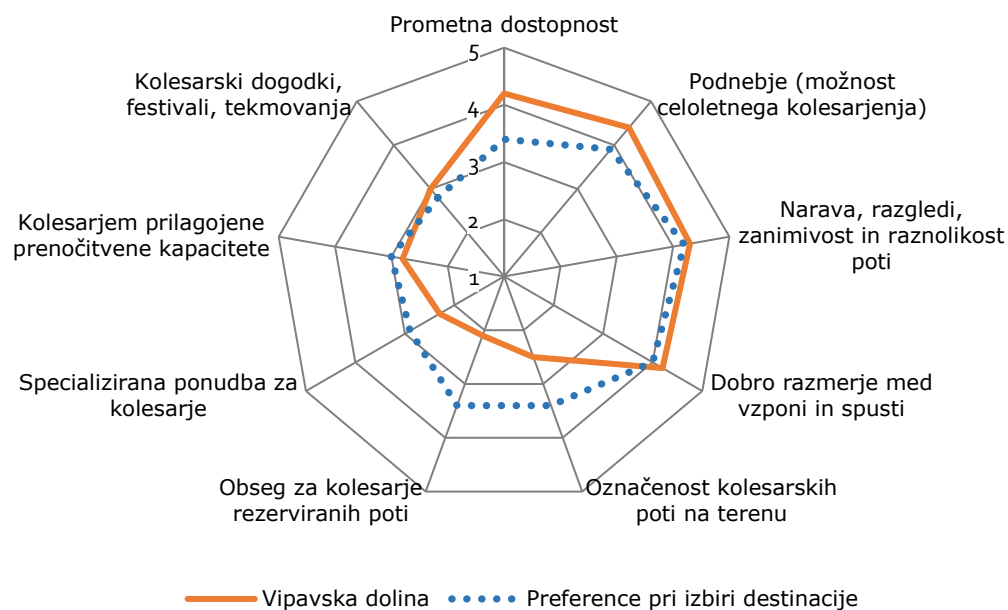 Prometna dostopnost
Podnebje (možnost
celoletnega kolesarjenja)
Narava, razgledi,
zanimivost in raznolikost
poti
Dobro razmerje med
vzponi in spusti
Označenost kolesarskih
poti na terenu
Obseg za kolesarje
rezerviranih poti
Specializirana ponudba za
kolesarje
Kolesarjem prilagojene
prenočitvene kapacitete
Kolesarski dogodki,
festivali, tekmovanja
5
4
3
2
1
Vipavska dolina
Preference pri izbiri destinacije